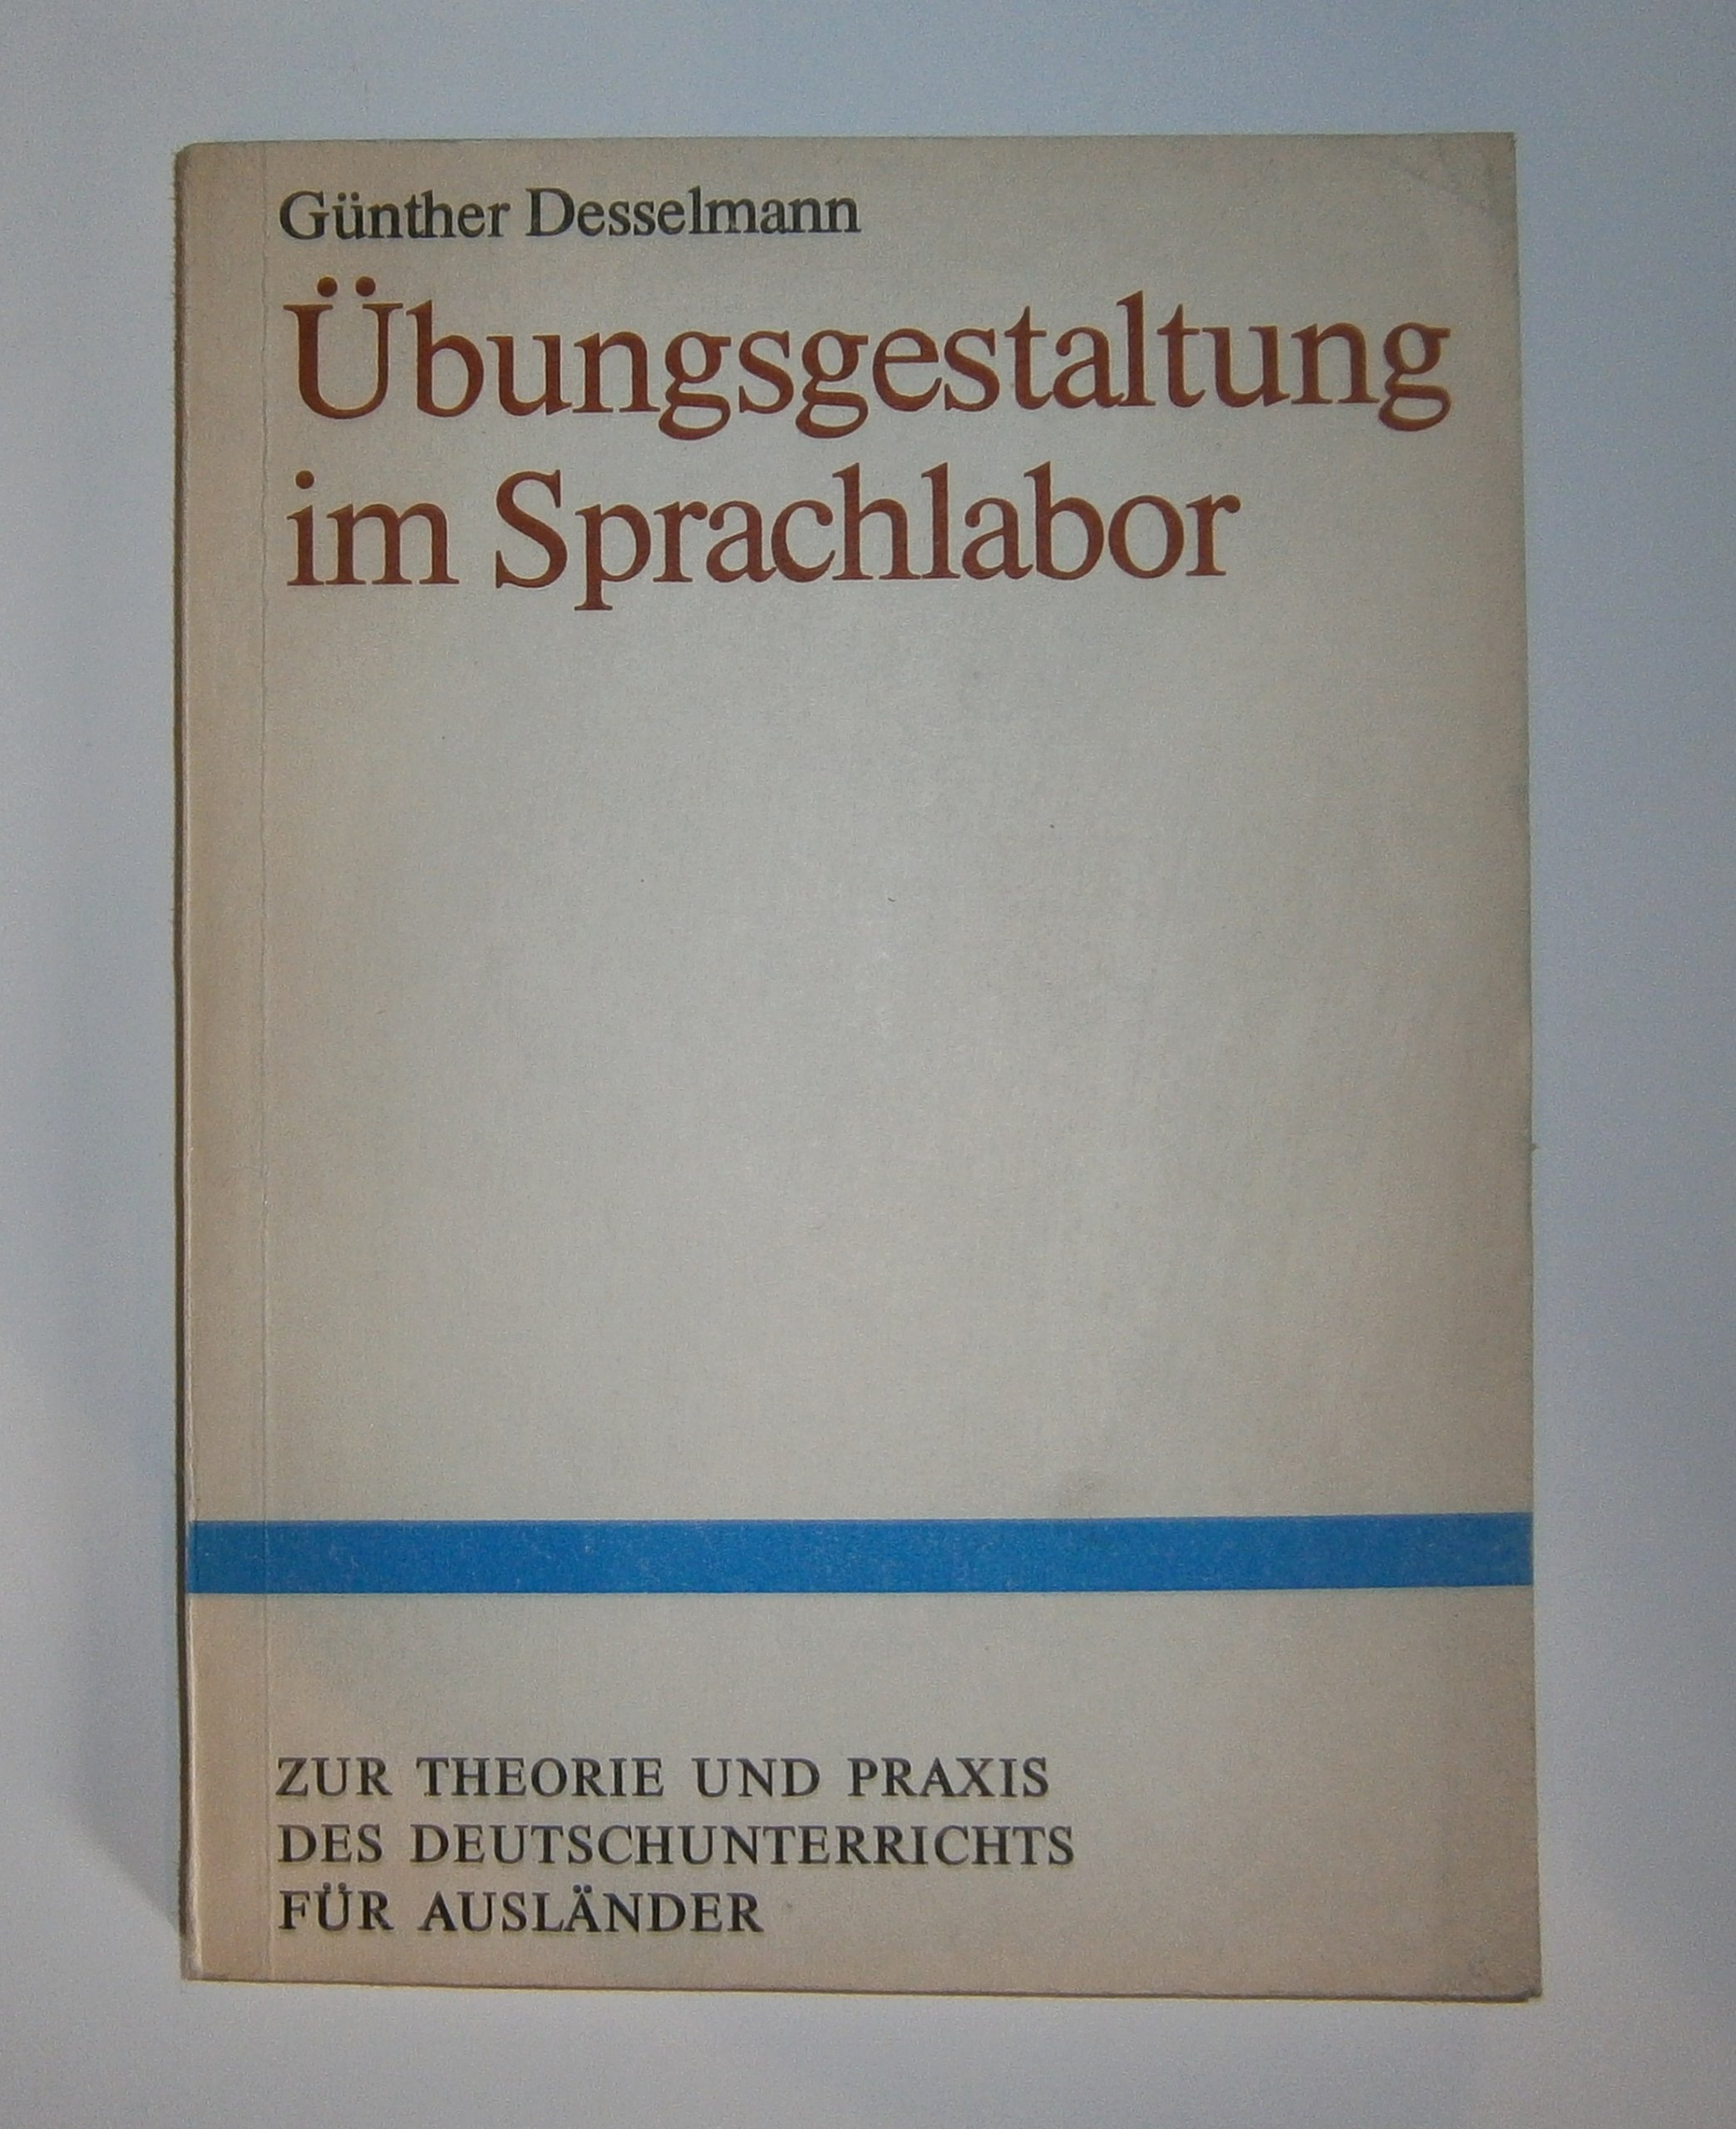 Günther Desselmann
Übungsgestaltung
im Sprachlabor
ZUR THEORIE UND PRAXIS
DES DEUTSCHUNTERRICHTS
FÜR AUSLÄNDER